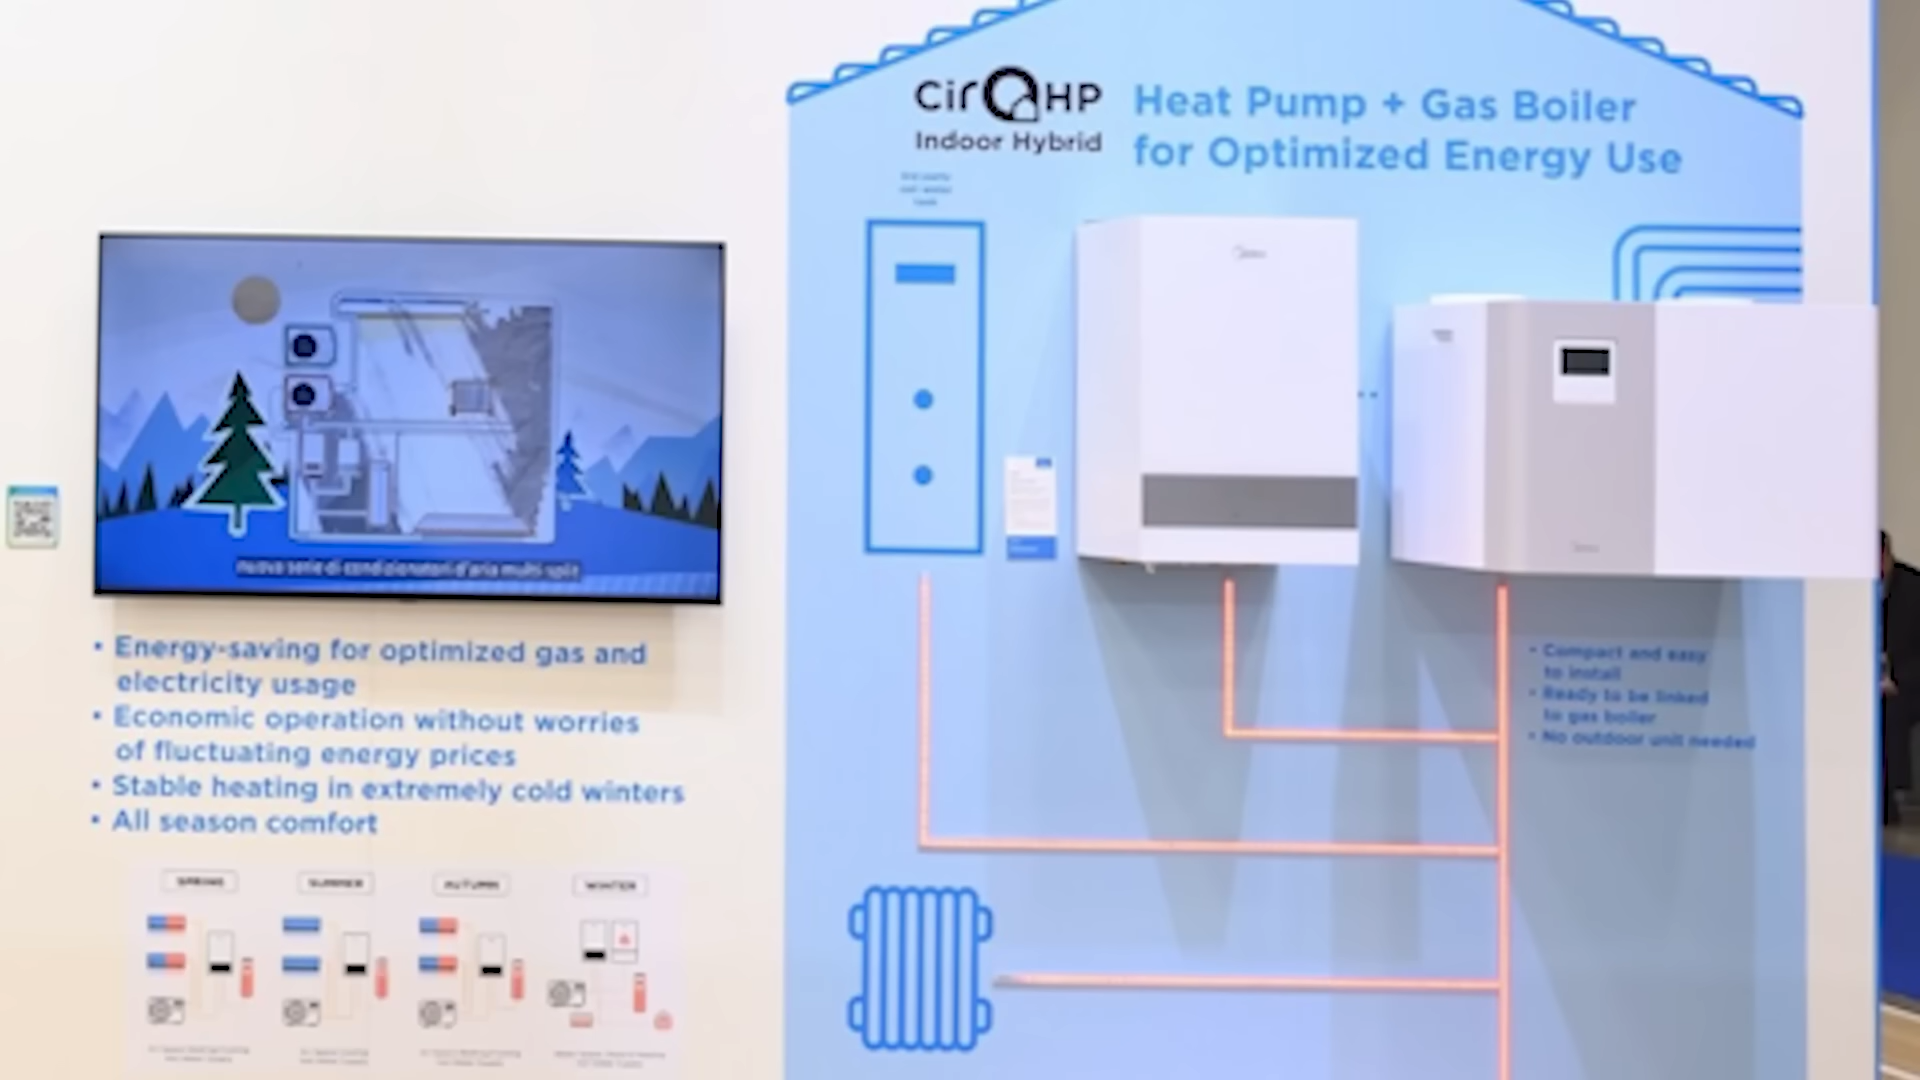 CirQHP
Indoor Hybrid
Heat Pump + Gas Boiler
for Optimized Energy Use
Midea
nuova serie di condizionatori d'aria multi split
• Energy-saving for optimized gas and
electricity usage
• Economic operation without worries
of fluctuating energy prices
• Stable heating in extremely cold winters
• All season comfort
• Compact and easy
to install
• Ready to be linked
to gas boiler
• No outdoor unit needed
SPRING
SUMMER
AUTUMN
WINTER